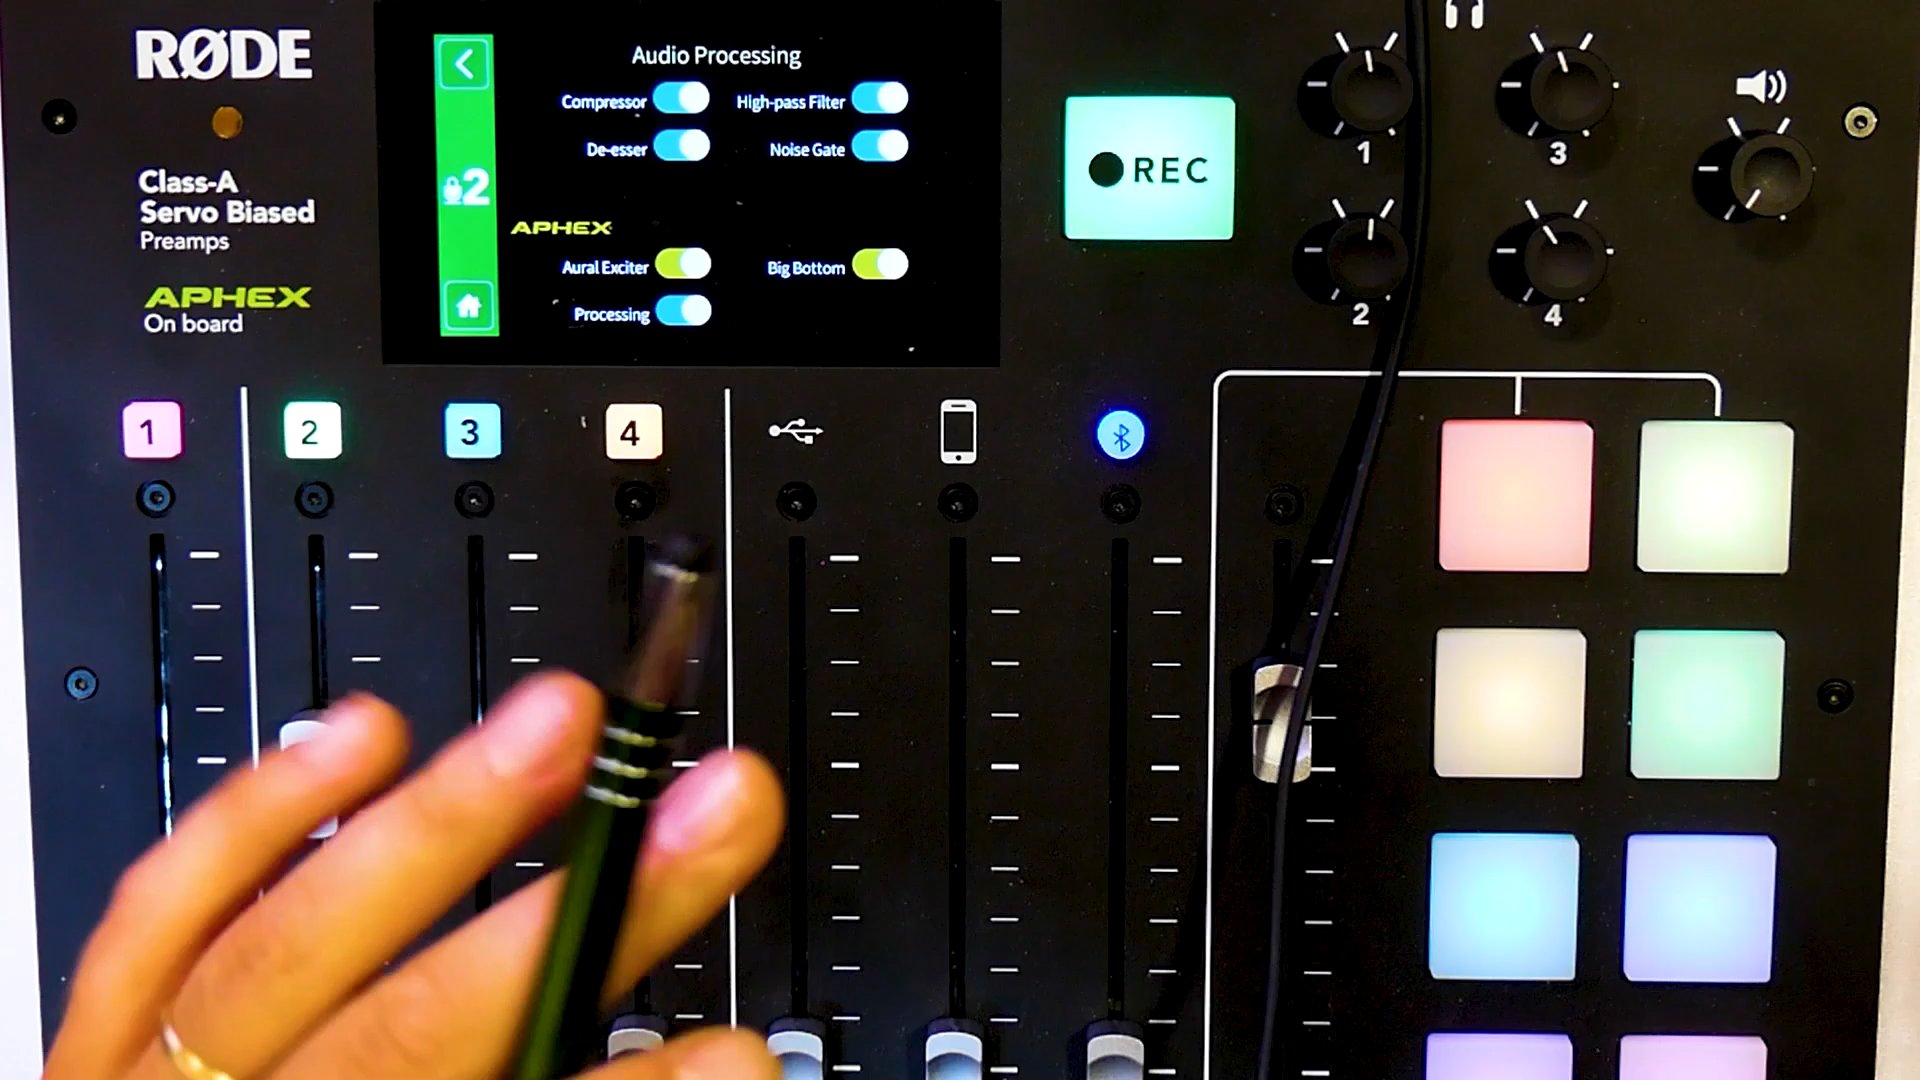 RØDE
Class-A
Servo Biased
Preamps
APHEX
On board
Audio Processing
Compressor
High-pass Filter
De-esser
Noise Gate
2
APHEX
Aural Exciter
Big Bottom
Processing
REC
1
3
2
4
1
2
3
4